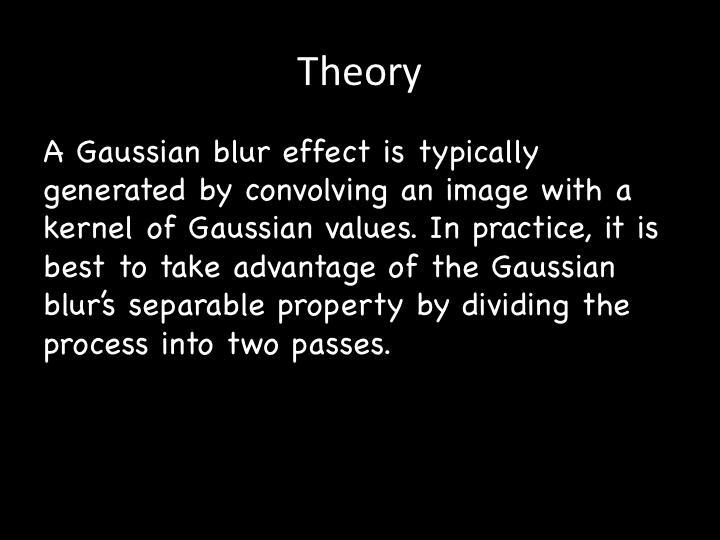 Theory
A Gaussian blur effect is typically
generated by convolving an image with a
kernel of Gaussian values. In practice, it is
best to take advantage of the Gaussian
blur's separable property by dividing the
process into two passes.